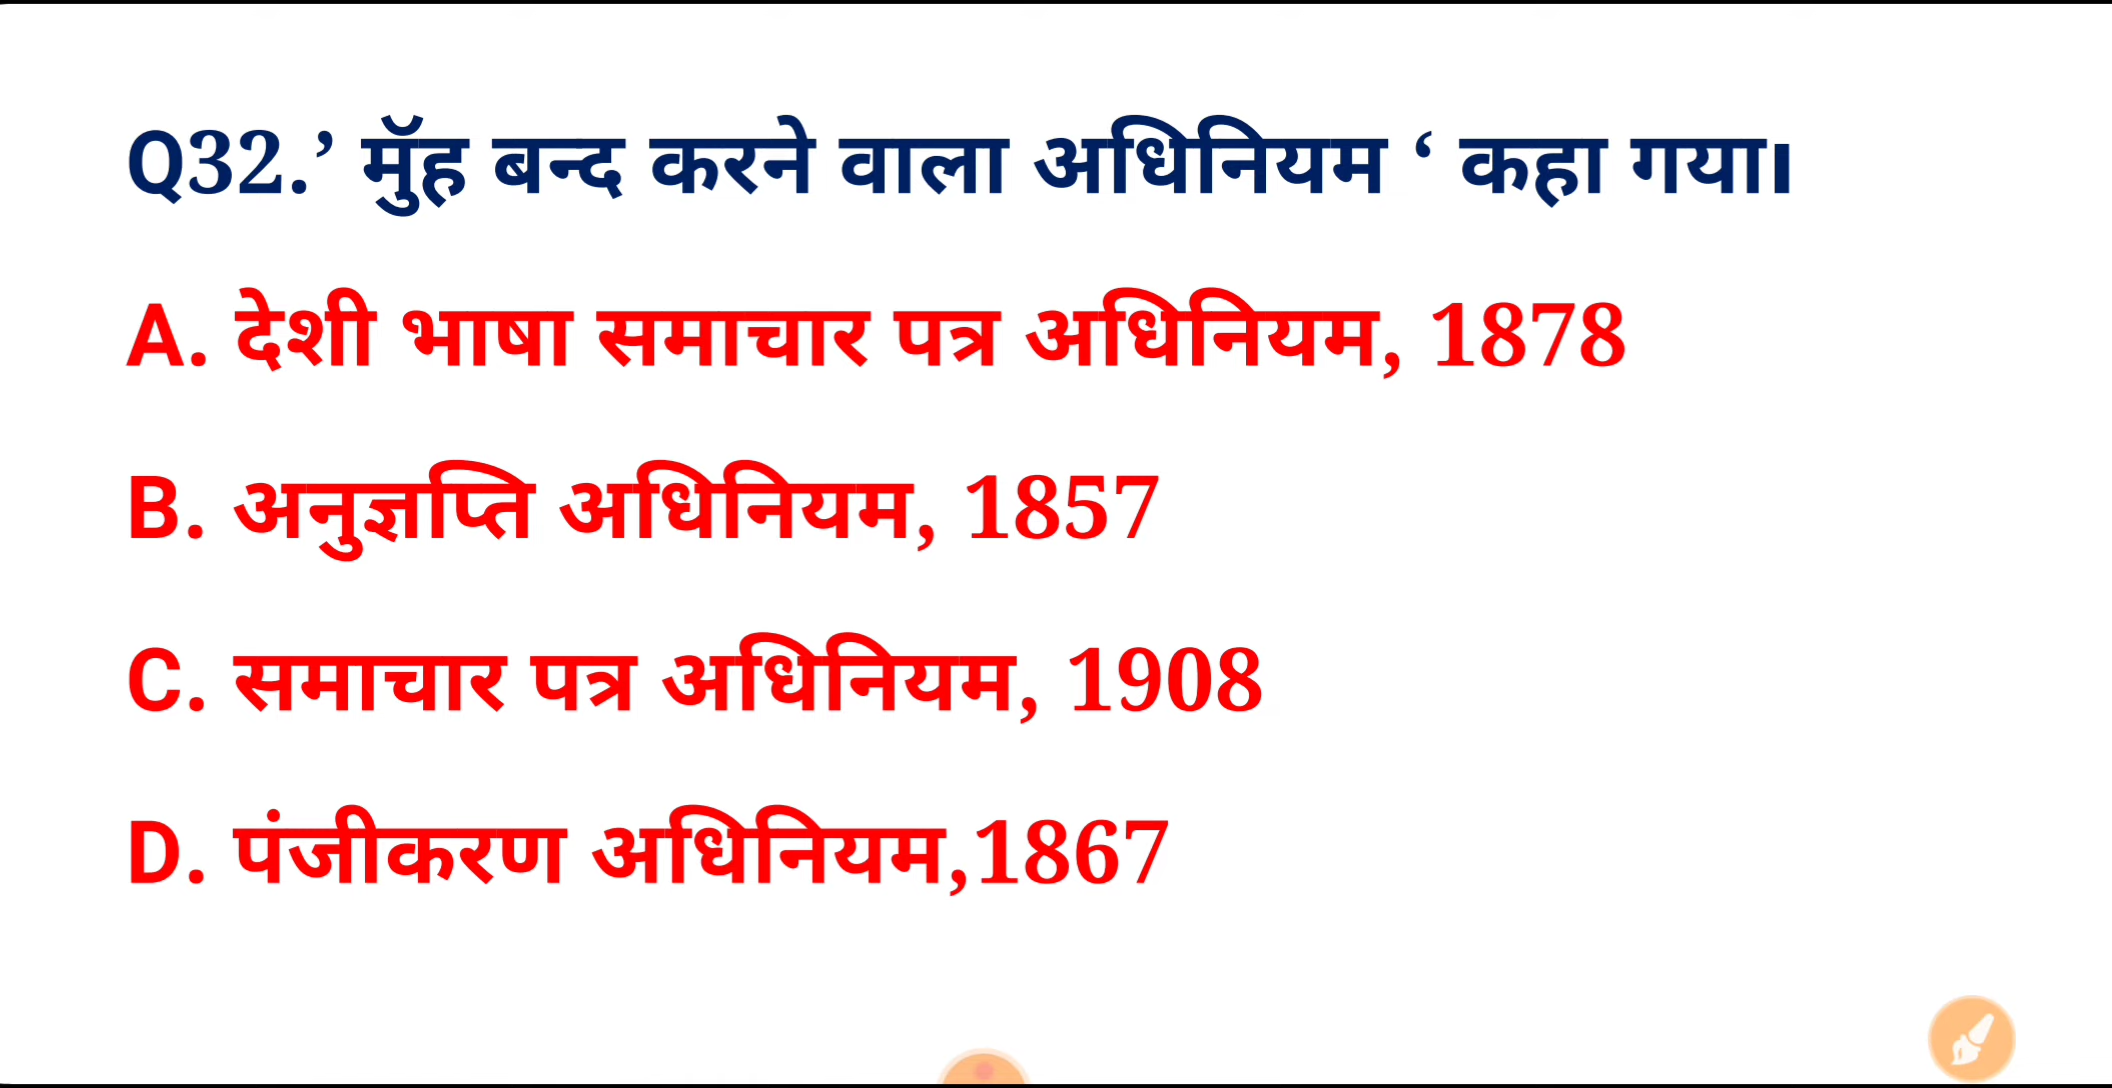 Q32.’ मुॅंह बन्द करने वाला अधिनियम ‘ कहा गया।
A. देशी भाषा समाचार पत्र अधिनियम, 1878
B. अनुज्ञप्ति अधिनियम, 1857
C. समाचार पत्र अधिनियम, 1908
D. पंजीकरण अधिनियम,1867